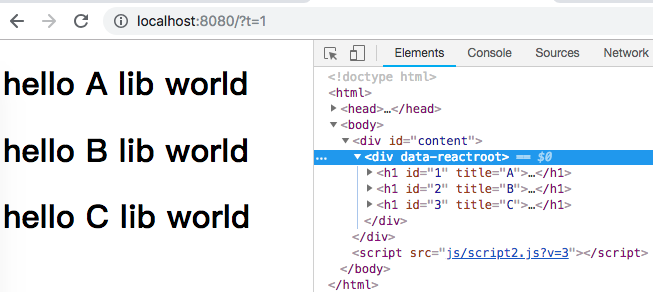 localhost:8080/?t=1
hello A lib world
hello B lib world
hello C lib world
Elements Console Sources Network
<!doctype html>
<html>
<head>…</head>
<body>
<div id="content">
… <div data-reactroot> == $0
<h1 id="1" title="A">…</h1>
<h1 id="2" title="B">…</h1>
<h1 id="3" title="C">…</h1>
</div>
</div>
<script src="js/script2.js?v=3"></script>
</body>
</html>